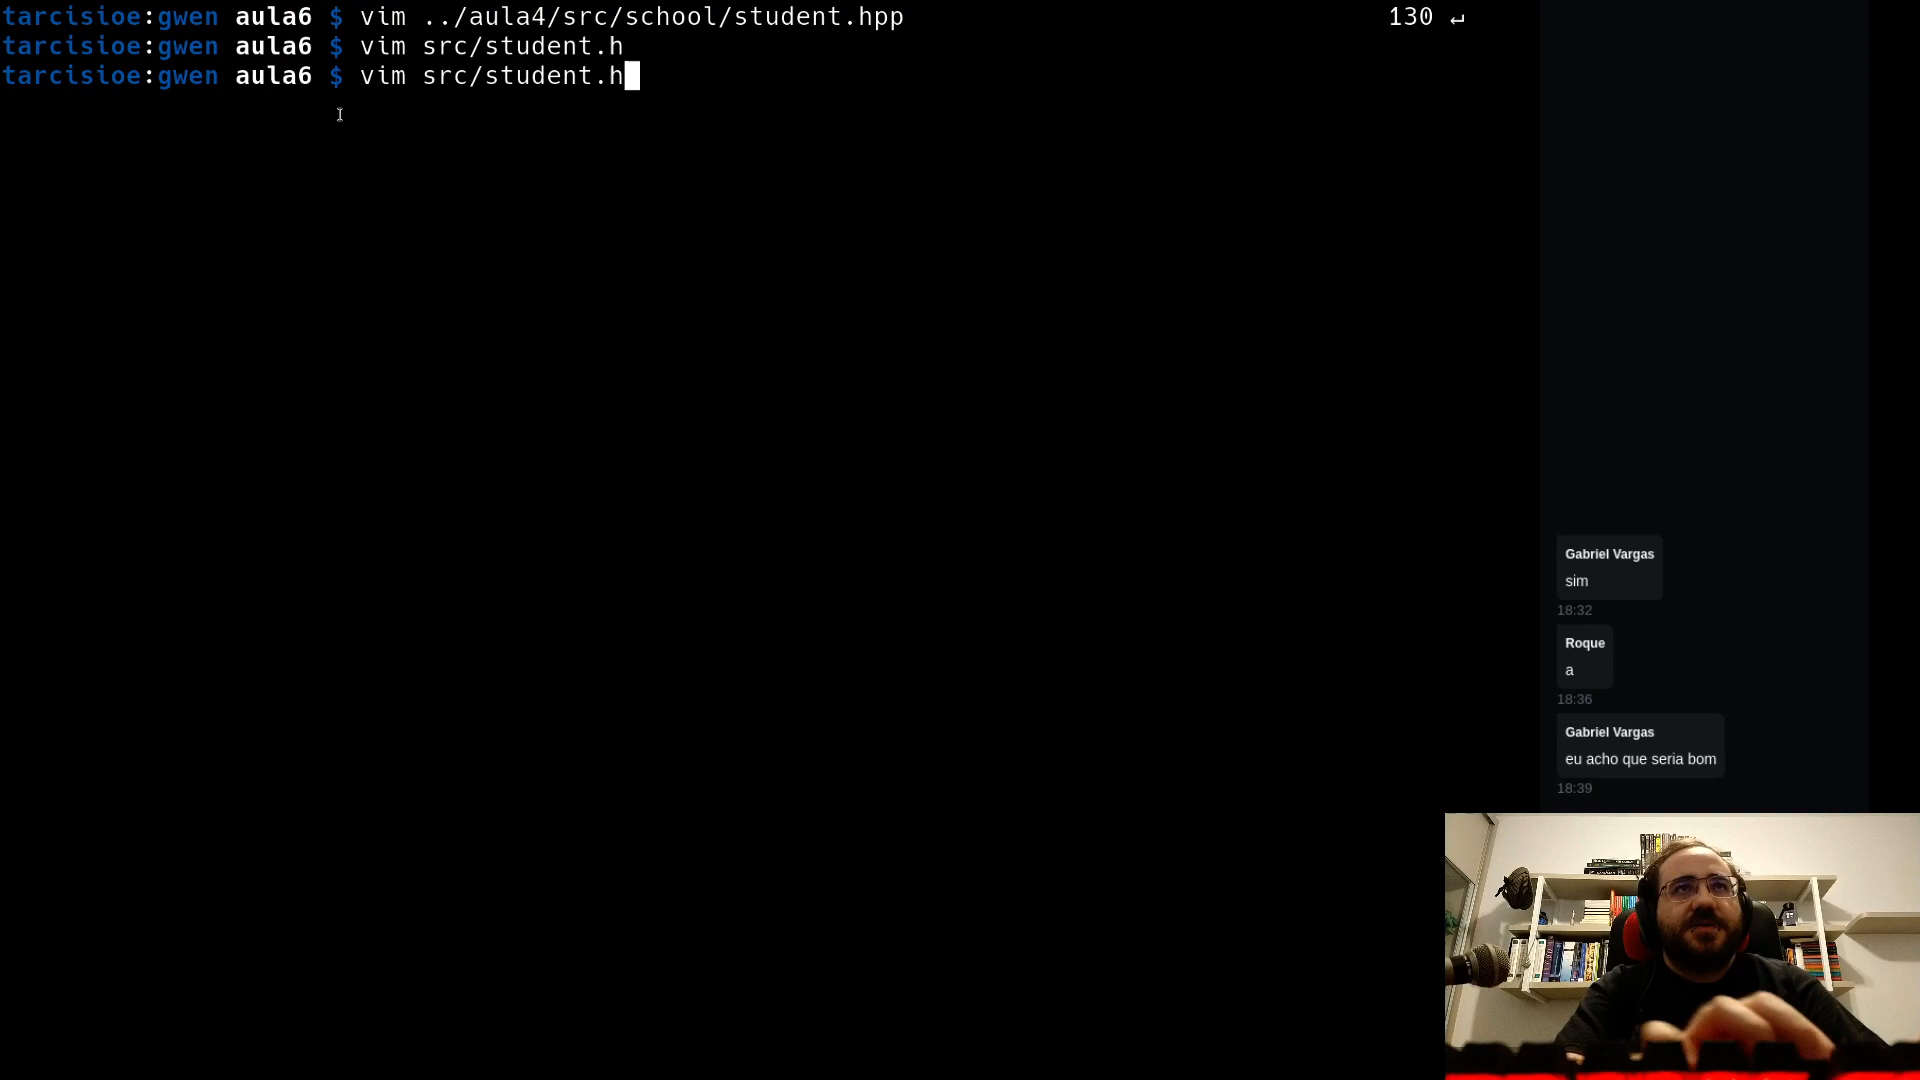 tarcisioe:gwen aula6 $ vim ../aula4/src/school/student.hpp 130 ↵
tarcisioe:gwen aula6 $ vim src/student.h
tarcisioe:gwen aula6 $ vim src/student.h
Gabriel Vargas
sim
18:32
Roque
a
18:36
Gabriel Vargas
eu acho que seria bom
18:39